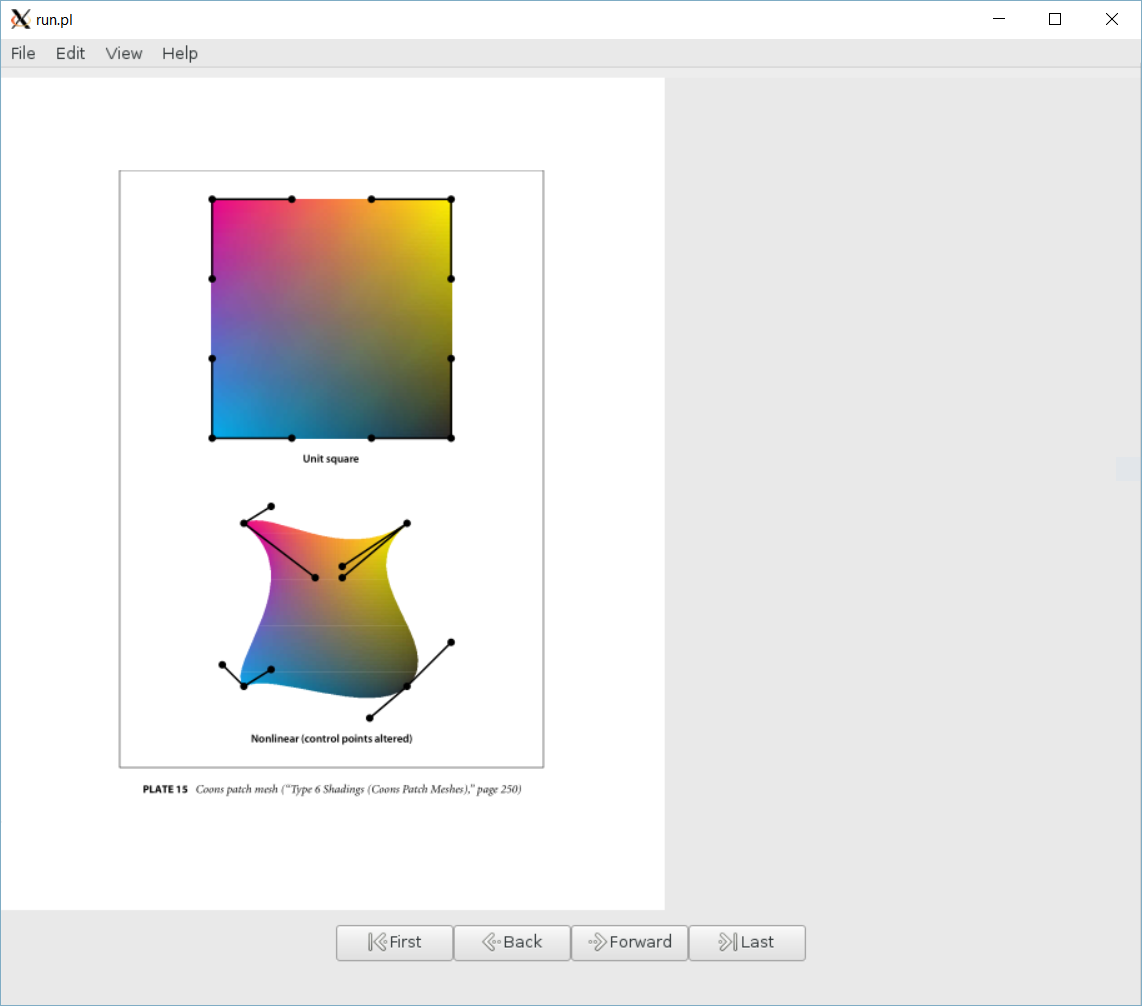 run.pl
File Edit View Help
Unit square
Nonlinear (control points altered)
PLATE 15 Coons patch mesh (“Type 6 Shadings (Coons Patch Meshes),” page 250)
First Back Forward Last